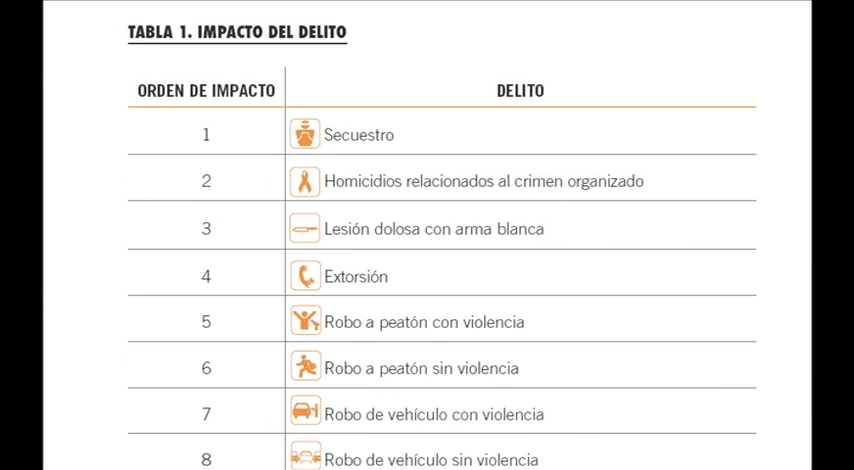 TABLA 1. IMPACTO DEL DELITO
ORDEN DE IMPACTO DELITO
1 Secuestro
2 Homicidios relacionados al crimen organizado
3 Lesión dolosa con arma blanca
4 Extorsión
5 Robo a peatón con violencia
6 Robo a peatón sin violencia
7 Robo de vehículo con violencia
8 Robo de vehículo sin violencia